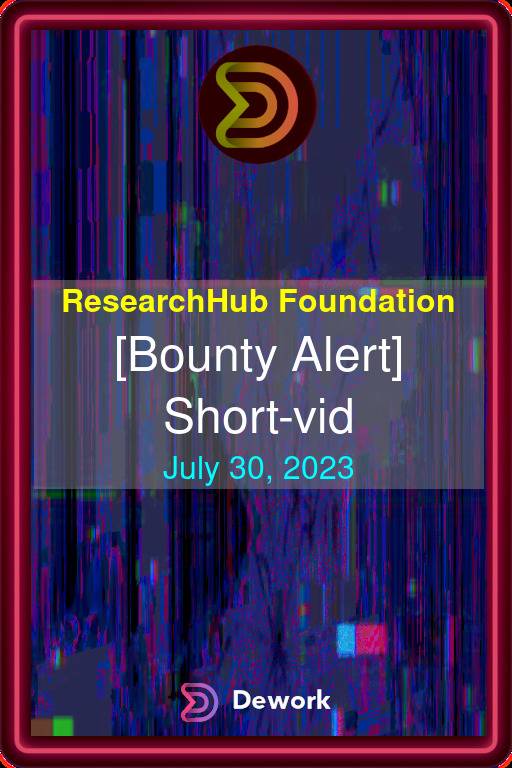 ResearchHub Foundation
[Bounty Alert]
Short-vid
July 30, 2023
Dework